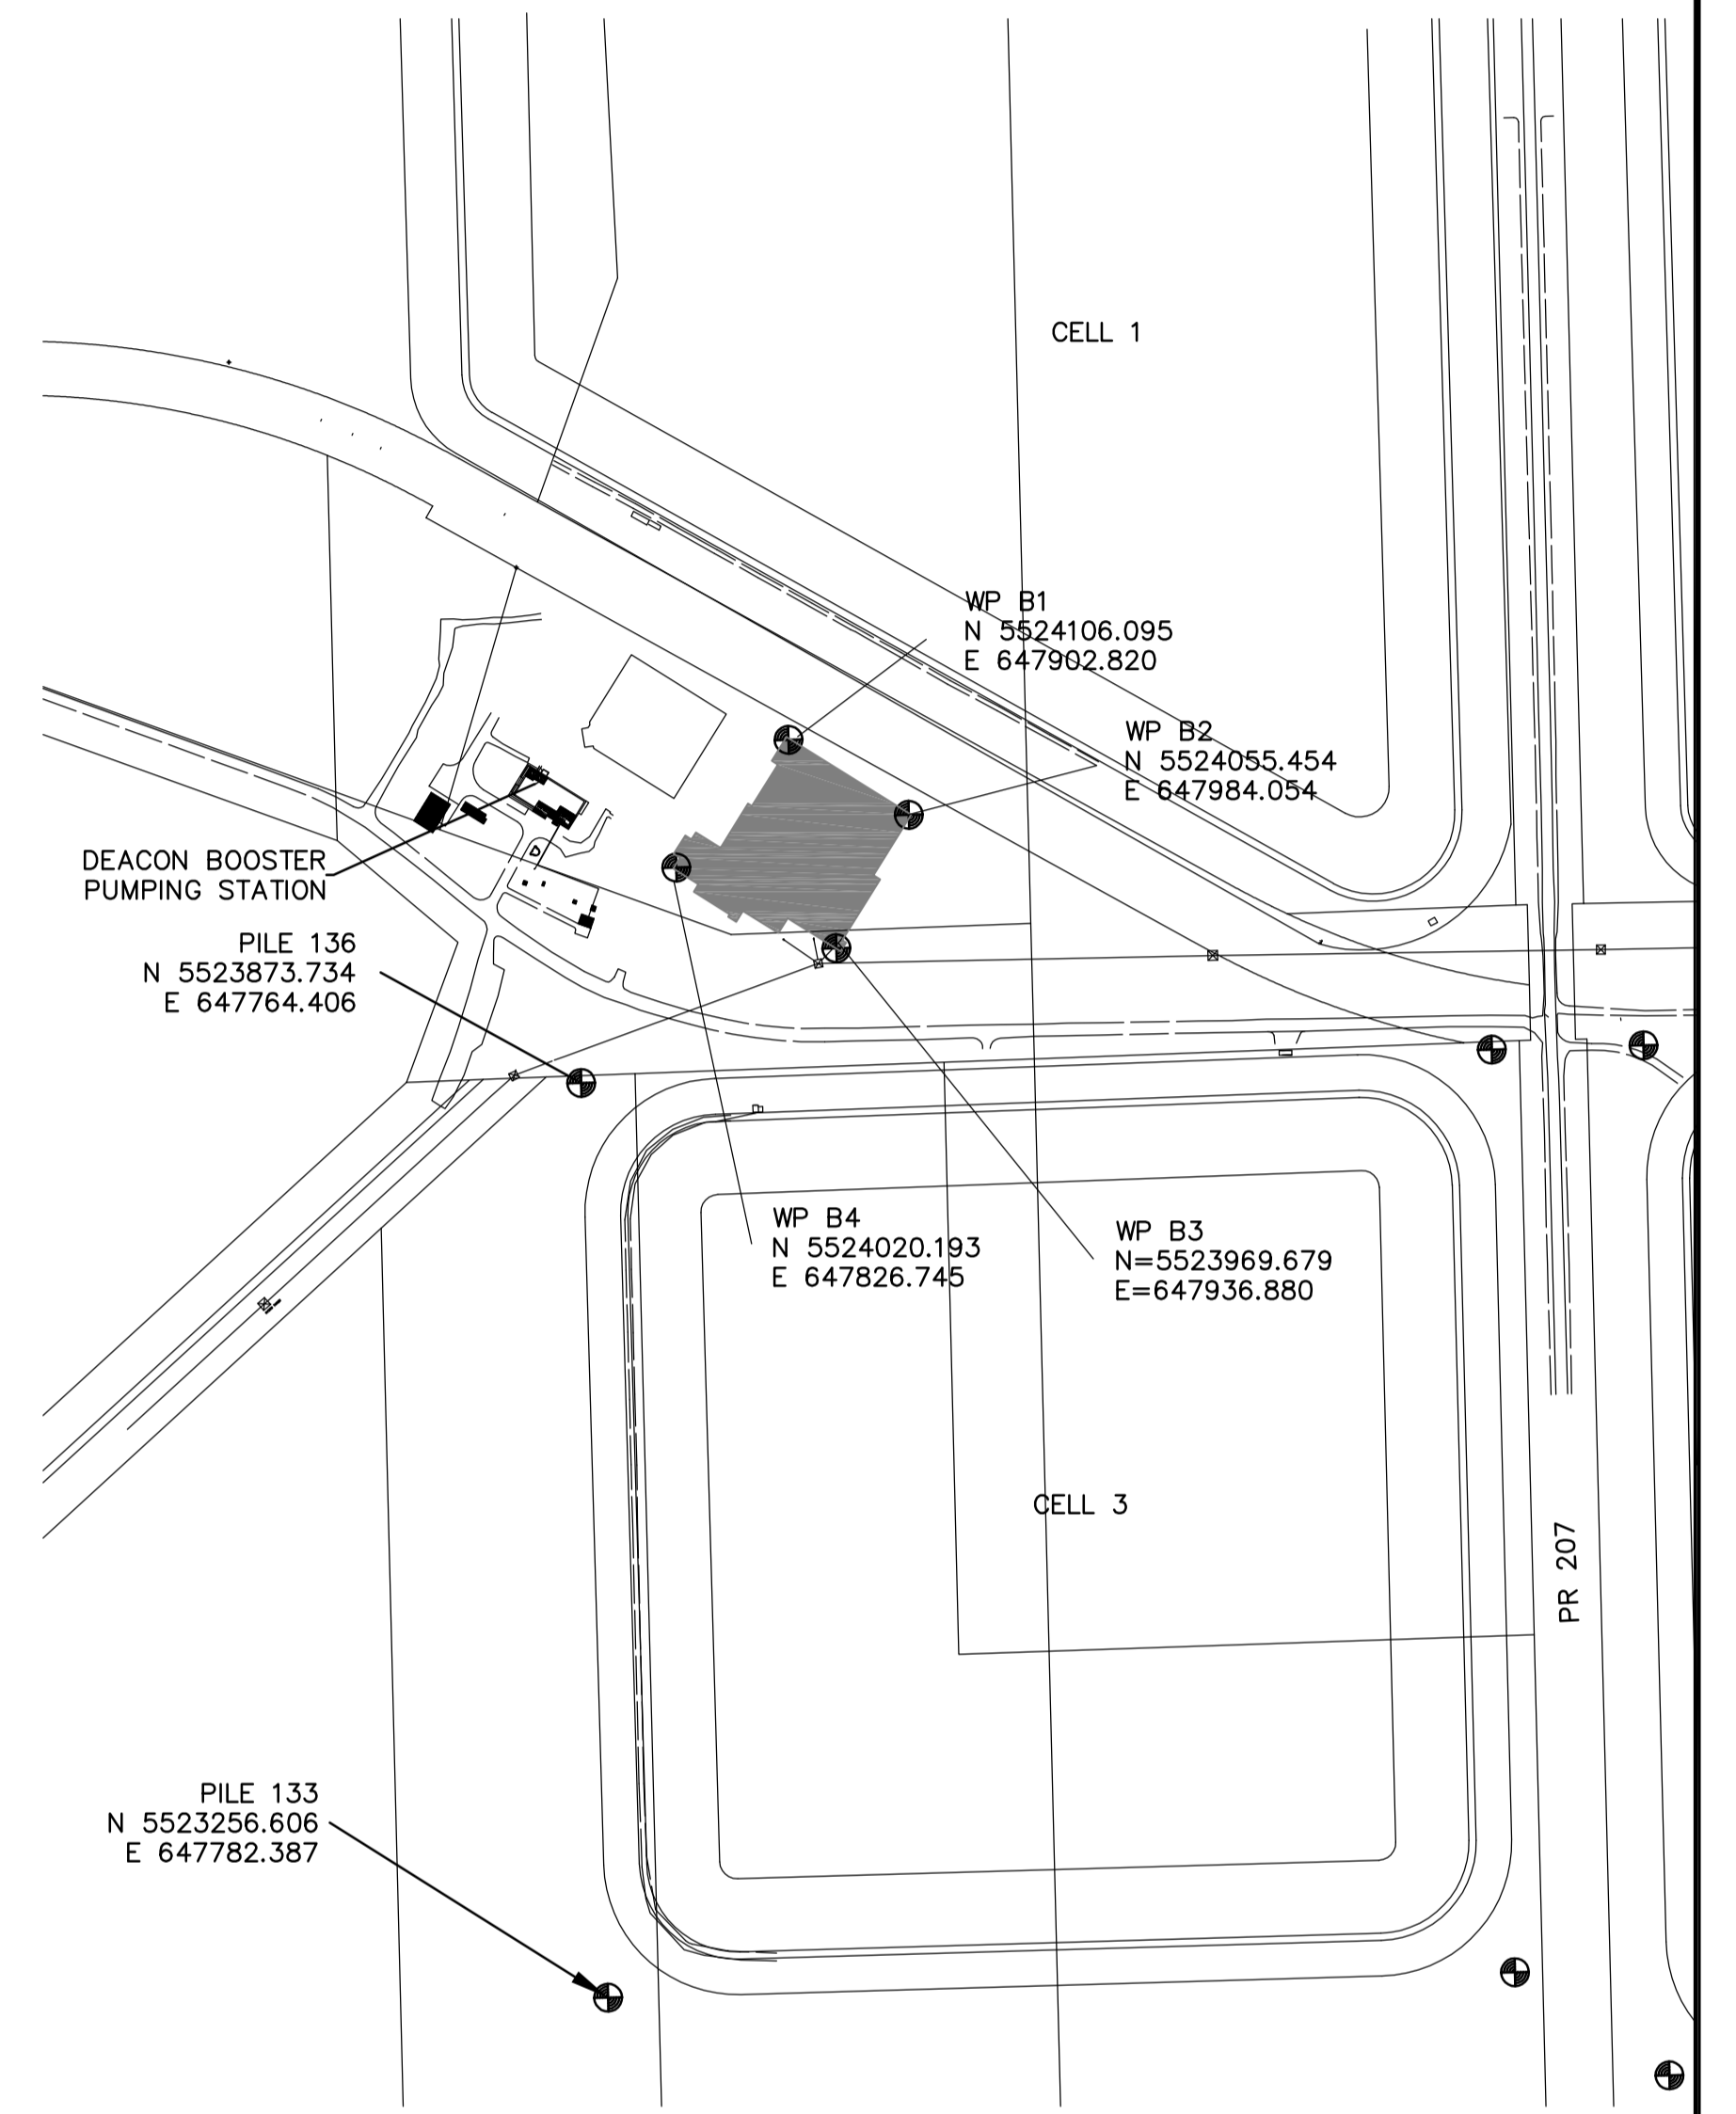 CELL 1
WP B1
N 5524106.095
E 647902.820
WP B2
N 5524055.454
E 647984.054
DEACON BOOSTER
PUMPING STATION
PILE 136
N 5523873.734
E 647764.406
WP B4
N 5524020.193
E 647826.745
WP B3
N=5523969.679
E=647936.880
CELL 3
PR 207
PILE 133
N 5523256.606
E 647782.387